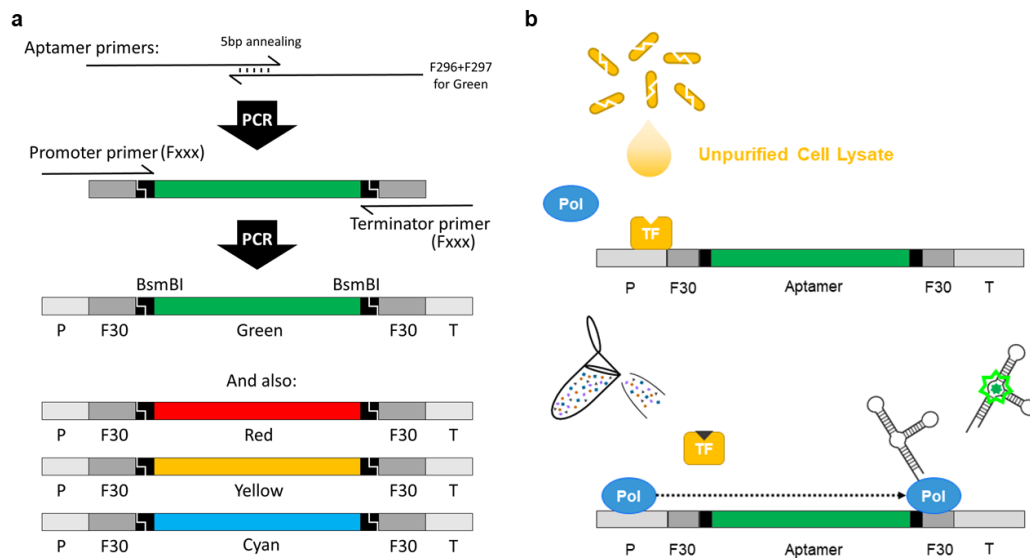 a
Aptamer primers:
5bp annealing
F296+F297
for Green
PCR
Promoter primer (Fxxx)
Terminator primer
(Fxxx)
PCR
BsmBI BsmBI
P F30 Green F30 T
And also:
P F30 Red F30 T
P F30 Yellow F30 T
P F30 Cyan F30 T
b
Unpurified Cell Lysate
Pol
TF
P F30 Aptamer F30 T
TF
Pol Pol
P F30 Aptamer F30 T